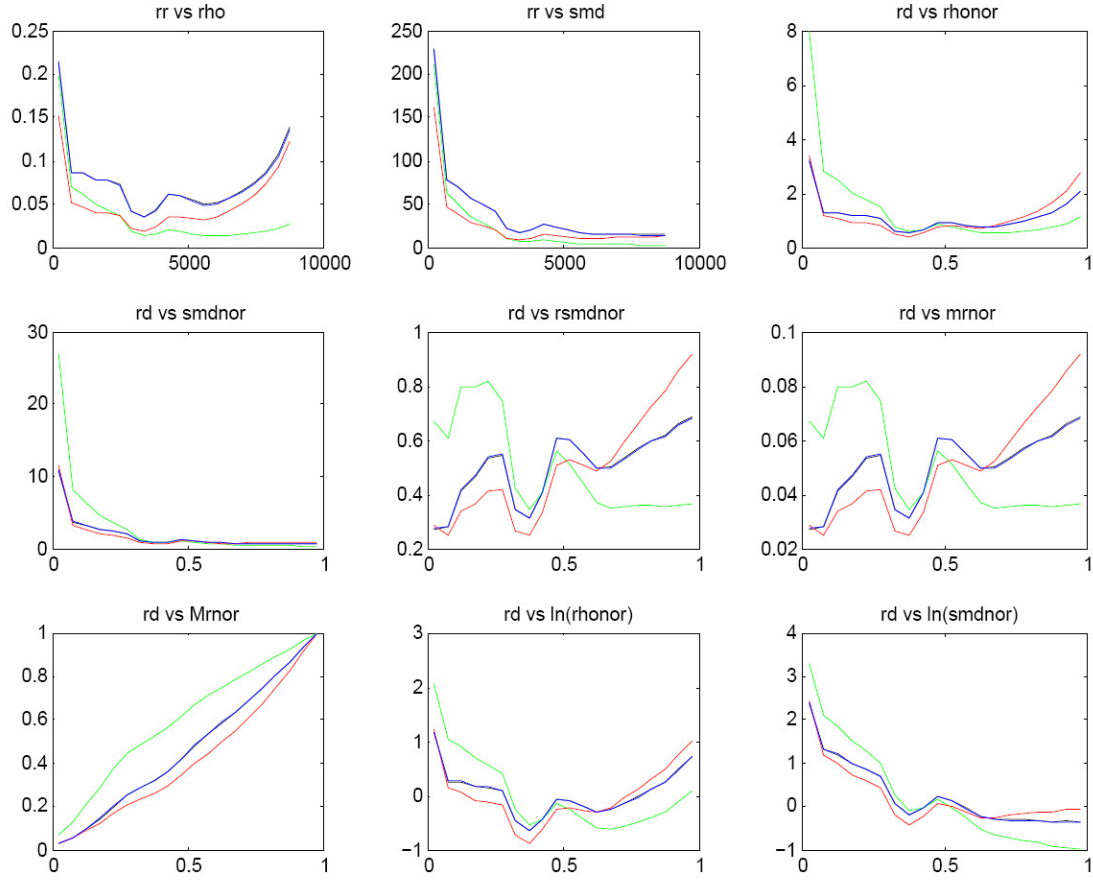 rr vs rho
0.25
0.2
0.15
0.1
0.05
0
0 5000 10000
rr vs smd
250
200
150
100
50
0
0 5000 10000
rd vs rhonor
8
6
4
2
0
0 0.5 1
rd vs smdnor
30
20
10
0
0 0.5 1
rd vs rsmdnor
1
0.8
0.6
0.4
0.2
0 0.5 1
rd vs mrnor
0.1
0.08
0.06
0.04
0.02
0 0.5 1
rd vs Mrnor
1
0.8
0.6
0.4
0.2
0
0 0.5 1
rd vs ln(rhonor)
3
2
1
0
−1
0 0.5 1
rd vs ln(smdnor)
4
3
2
1
0
−1
0 0.5 1